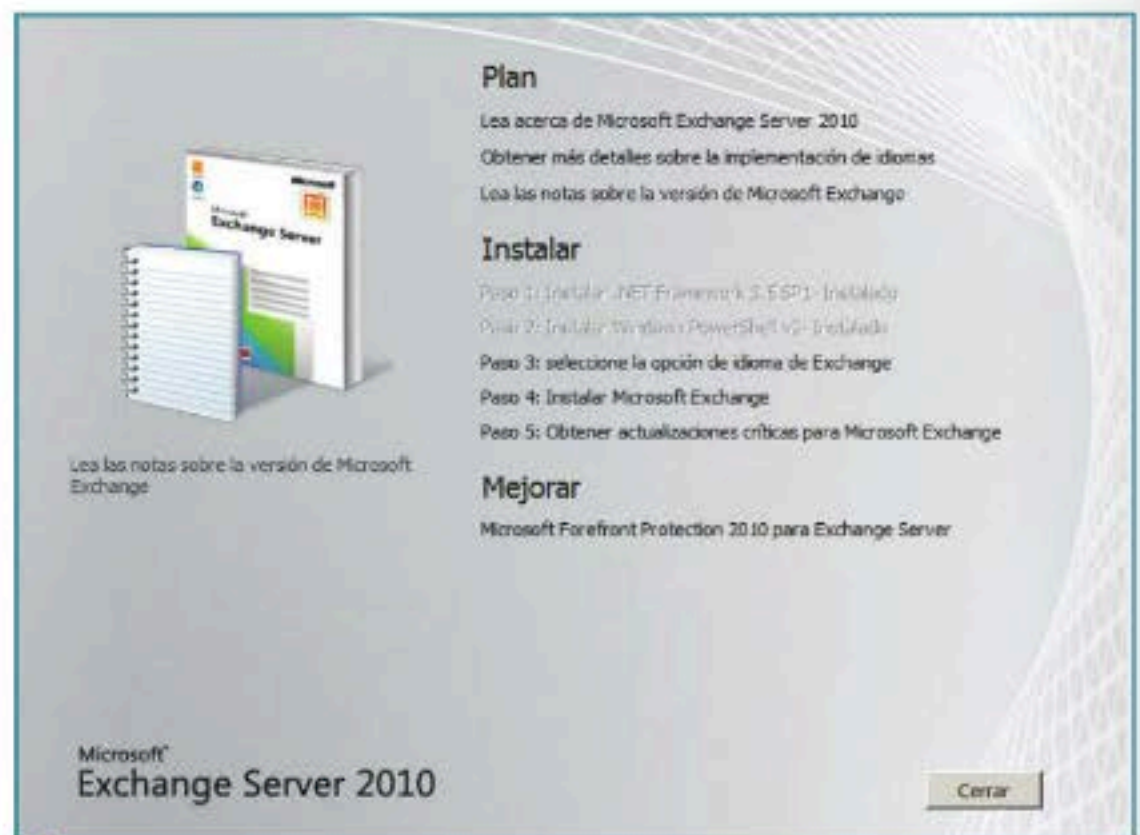 Plan
Lea acerca de Microsoft Exchange Server 2010
Obtener más detalles sobre la implementación de idiomas
Lea las notas sobre la versión de Microsoft Exchange
Microsoft
Exchange Server
Instalar
Paso 1: Instalar .NET Framework 3.5 SP1- Instalado
Paso 2: Instalar Windows PowerShell v2- Instalado
Paso 3: seleccione la opción de idioma de Exchange
Paso 4: Instalar Microsoft Exchange
Paso 5: Obtener actualizaciones críticas para Microsoft Exchange
Lea las notas sobre la versión de Microsoft
Exchange
Mejorar
Microsoft Forefront Protection 2010 para Exchange Server
Microsoft
Exchange Server 2010
Cerrar